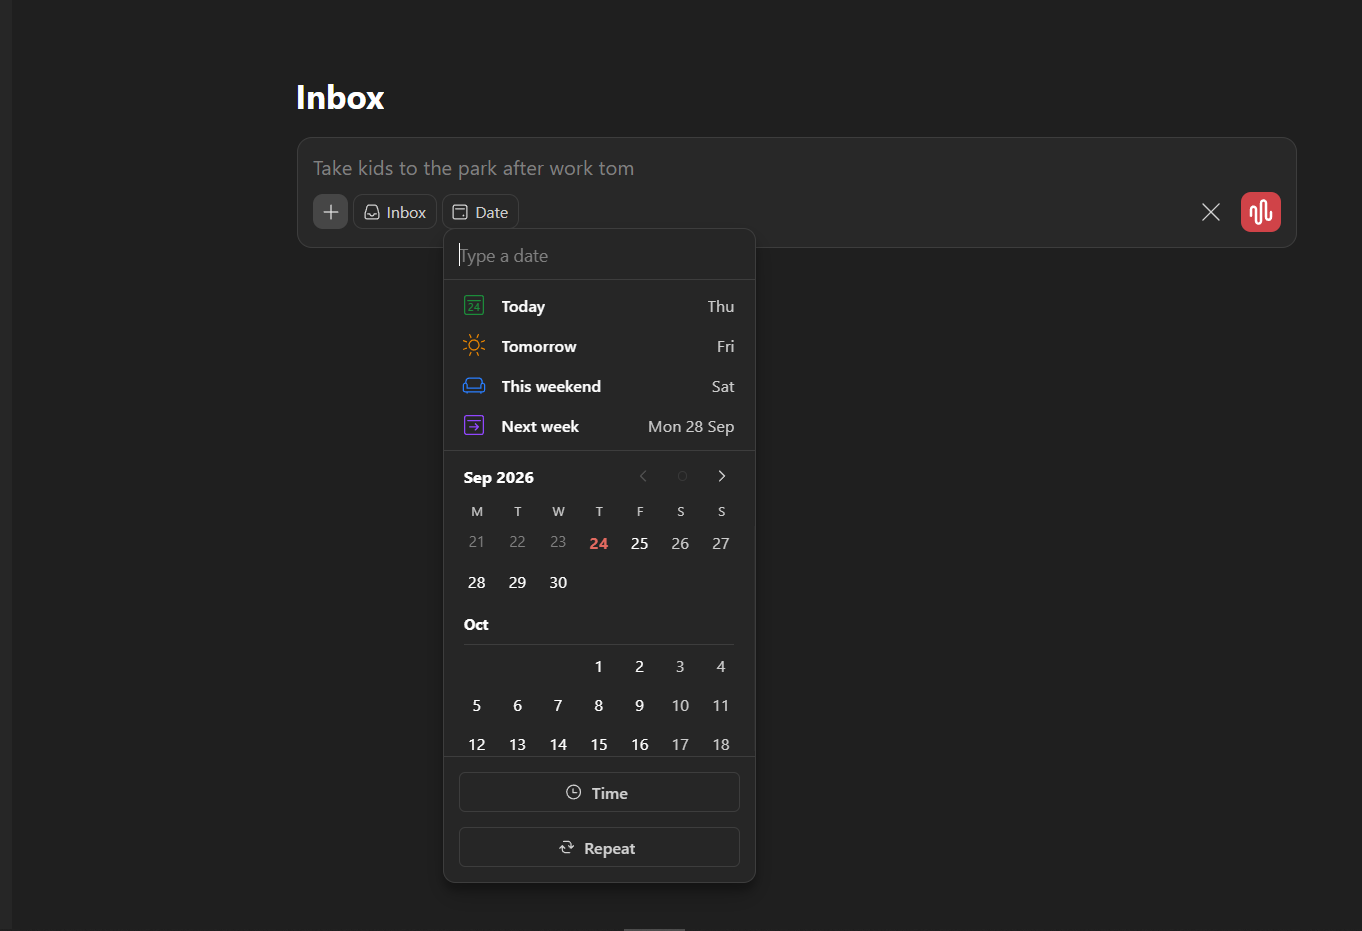 Inbox
Take kids to the park after work tom
Inbox Date
Type a date
24 Today Thu
Tomorrow Fri
This weekend Sat
Next week Mon 28 Sep
Sep 2026
M T W T F S S
21 22 23 24 25 26 27
28 29 30
Oct
1 2 3 4
5 6 7 8 9 10 11
12 13 14 15 16 17 18
Time
Repeat